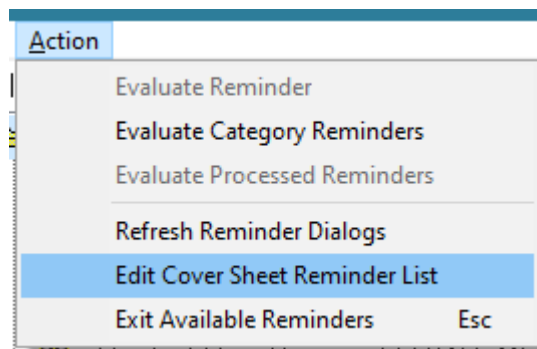 Action
Evaluate Reminder
Evaluate Category Reminders
Evaluate Processed Reminders
Refresh Reminder Dialogs
Edit Cover Sheet Reminder List
Exit Available Reminders Esc